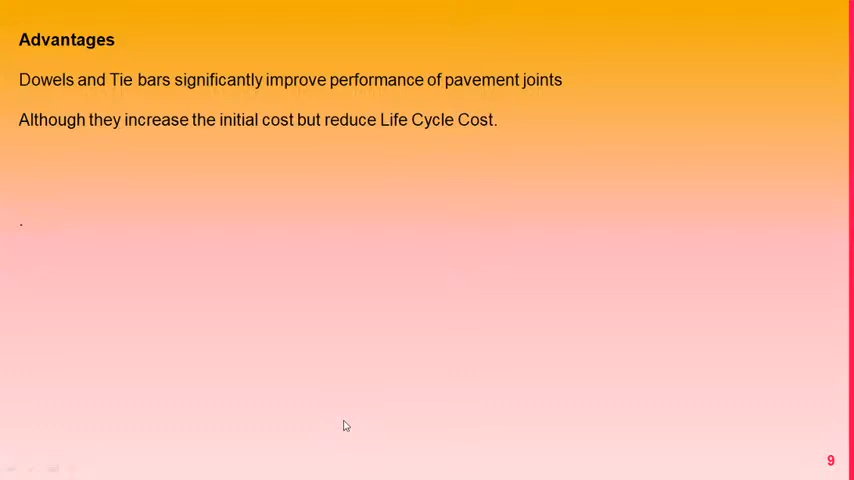 Advantages
Dowels and Tie bars significantly improve performance of pavement joints
Although they increase the initial cost but reduce Life Cycle Cost.
.
9